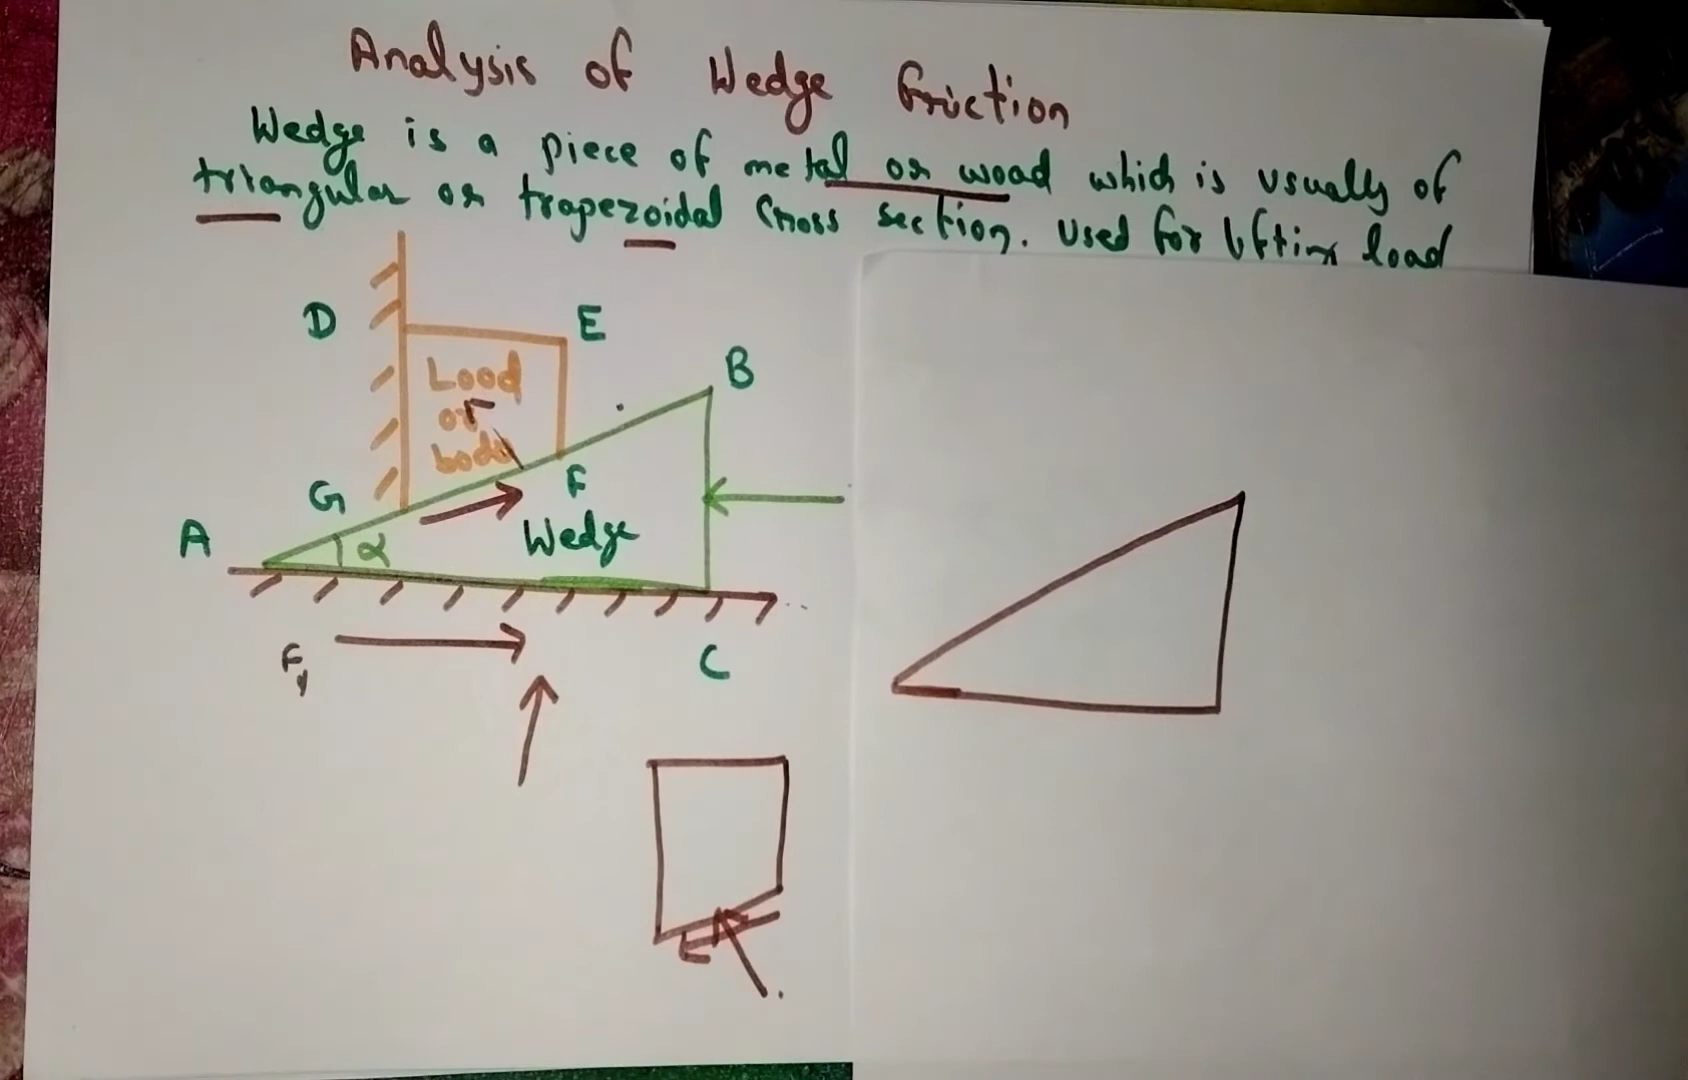 Analysis of Wedge friction
Wedge is a piece of metal or wood which is usually of
triangular or trapezoidal cross section. Used for lifting load
D
E
B
Load
or
body
G
F
A
α
Wedge
F1
C